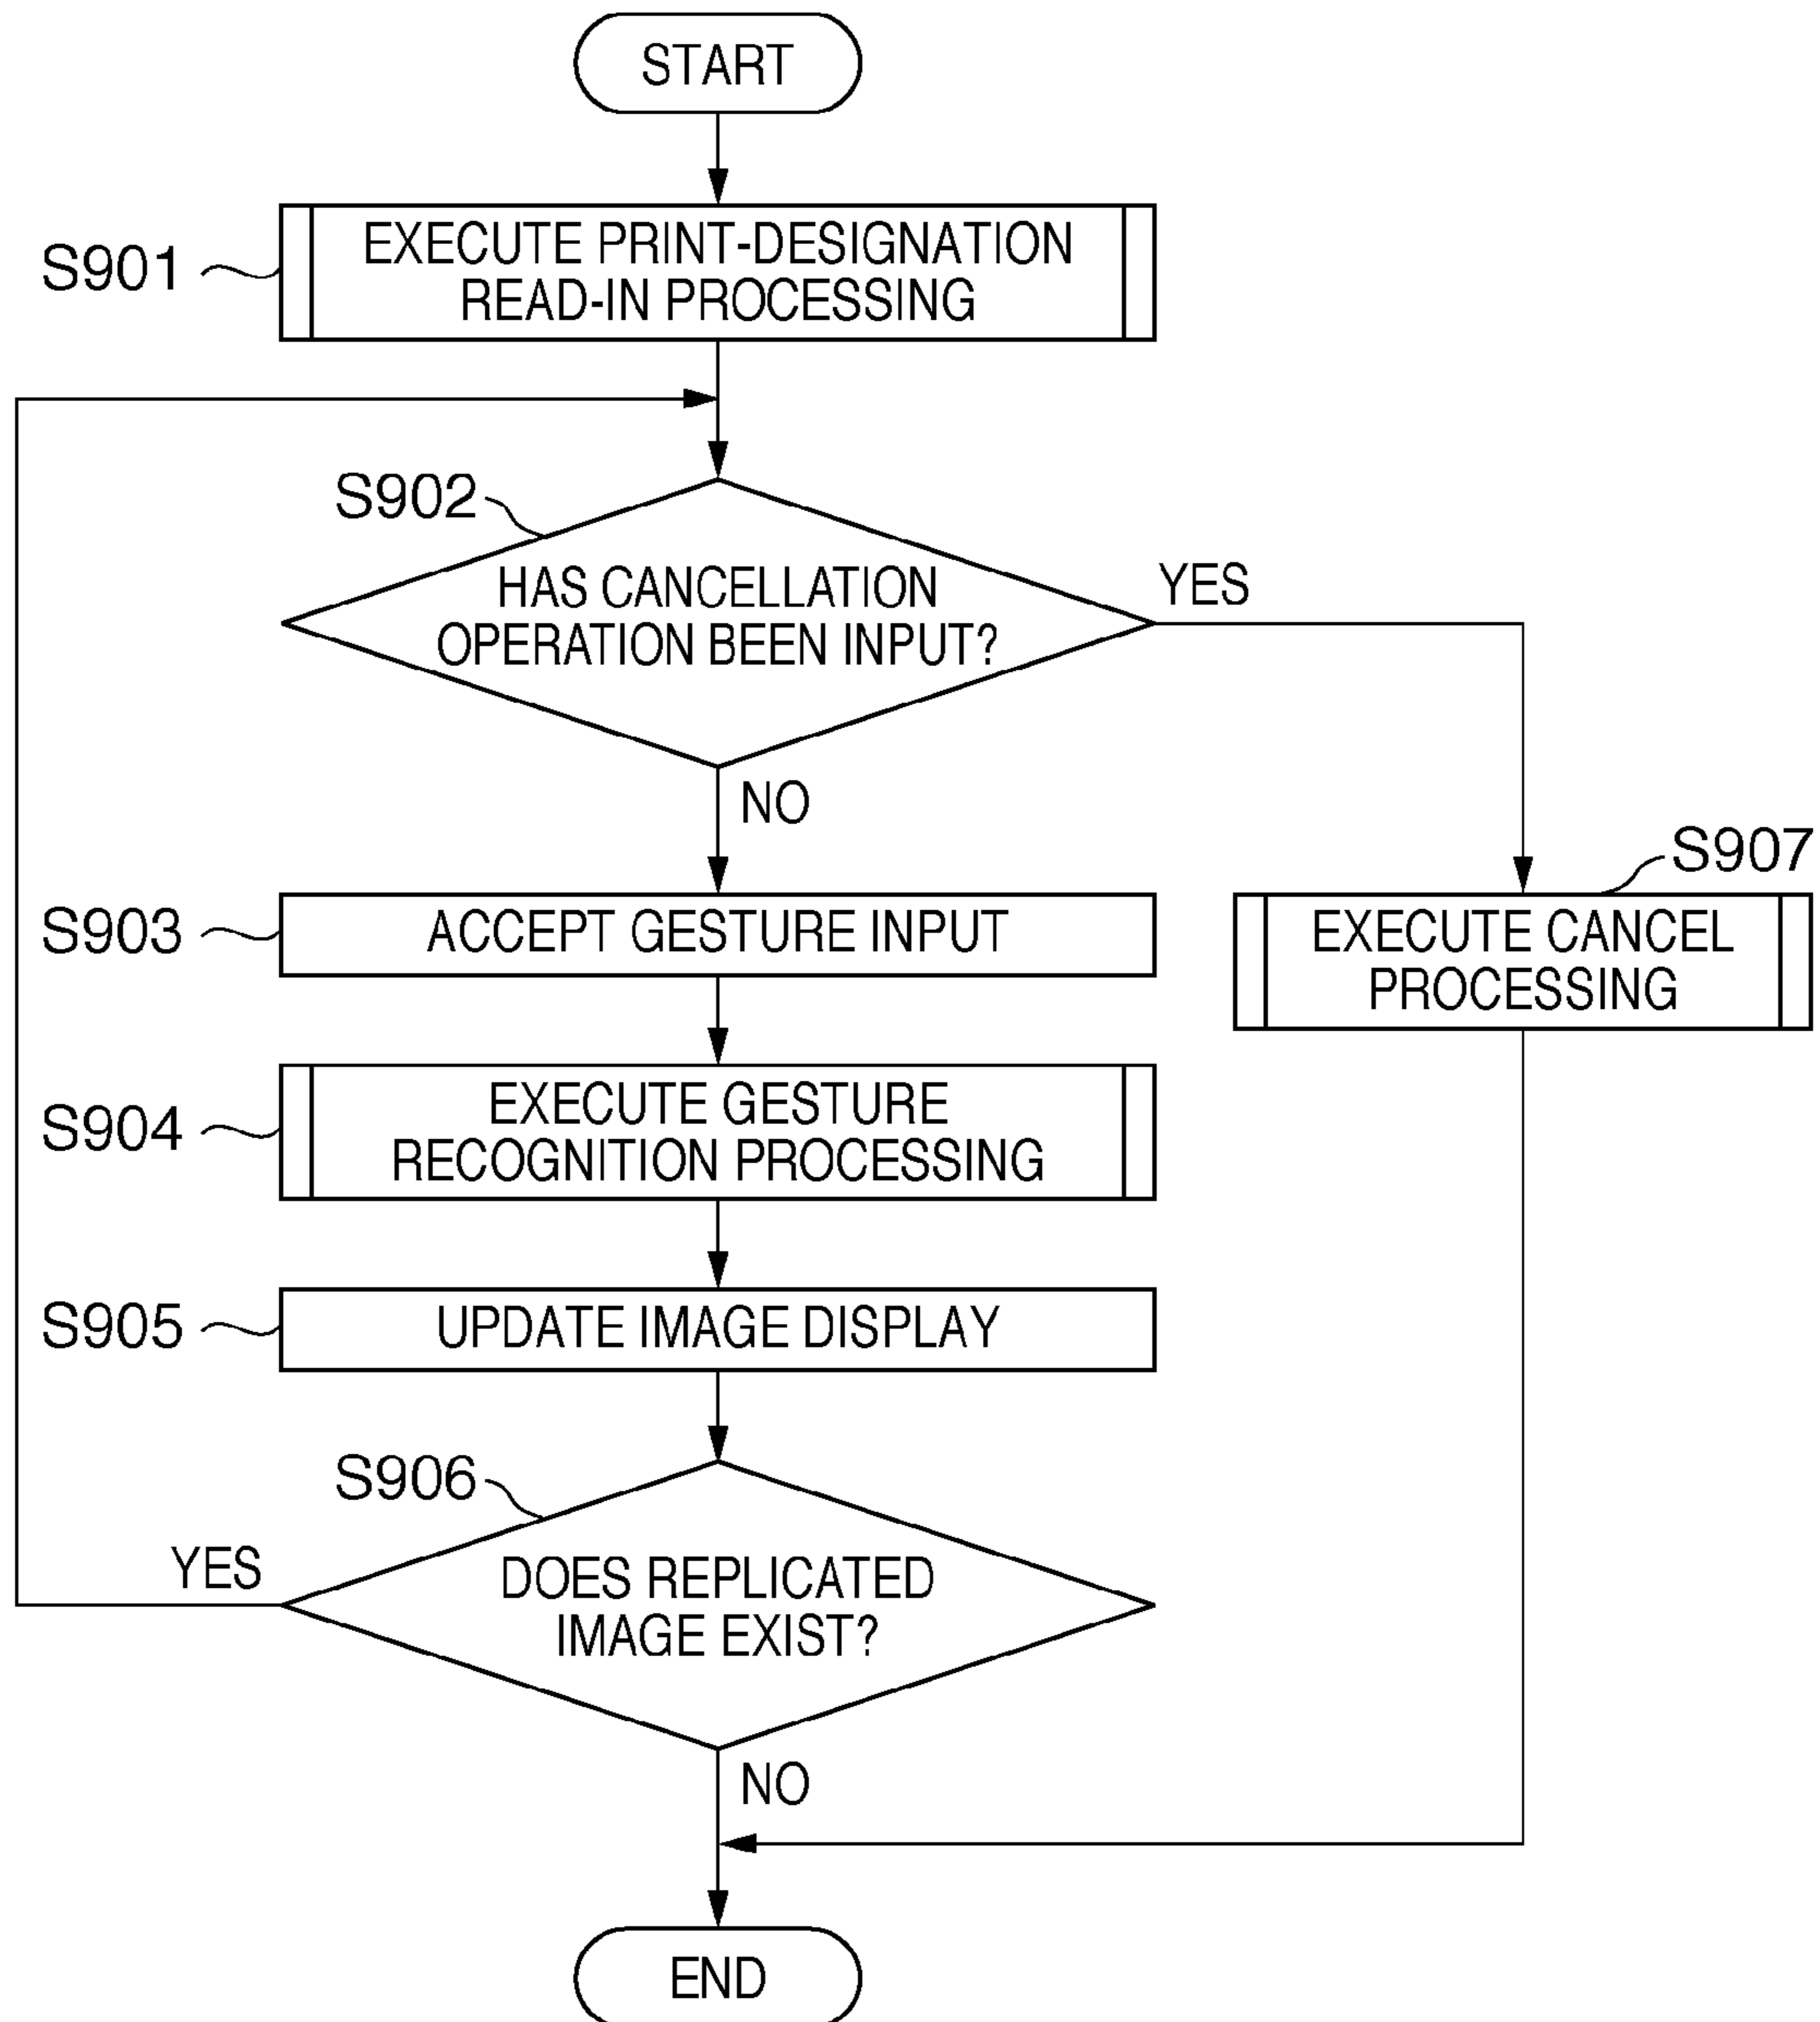 START
S901
EXECUTE PRINT-DESIGNATION
READ-IN PROCESSING
S902
HAS CANCELLATION
OPERATION BEEN INPUT?
YES
NO
S903
ACCEPT GESTURE INPUT
S907
EXECUTE CANCEL
PROCESSING
S904
EXECUTE GESTURE
RECOGNITION PROCESSING
S905
UPDATE IMAGE DISPLAY
S906
DOES REPLICATED
IMAGE EXIST?
YES
NO
END